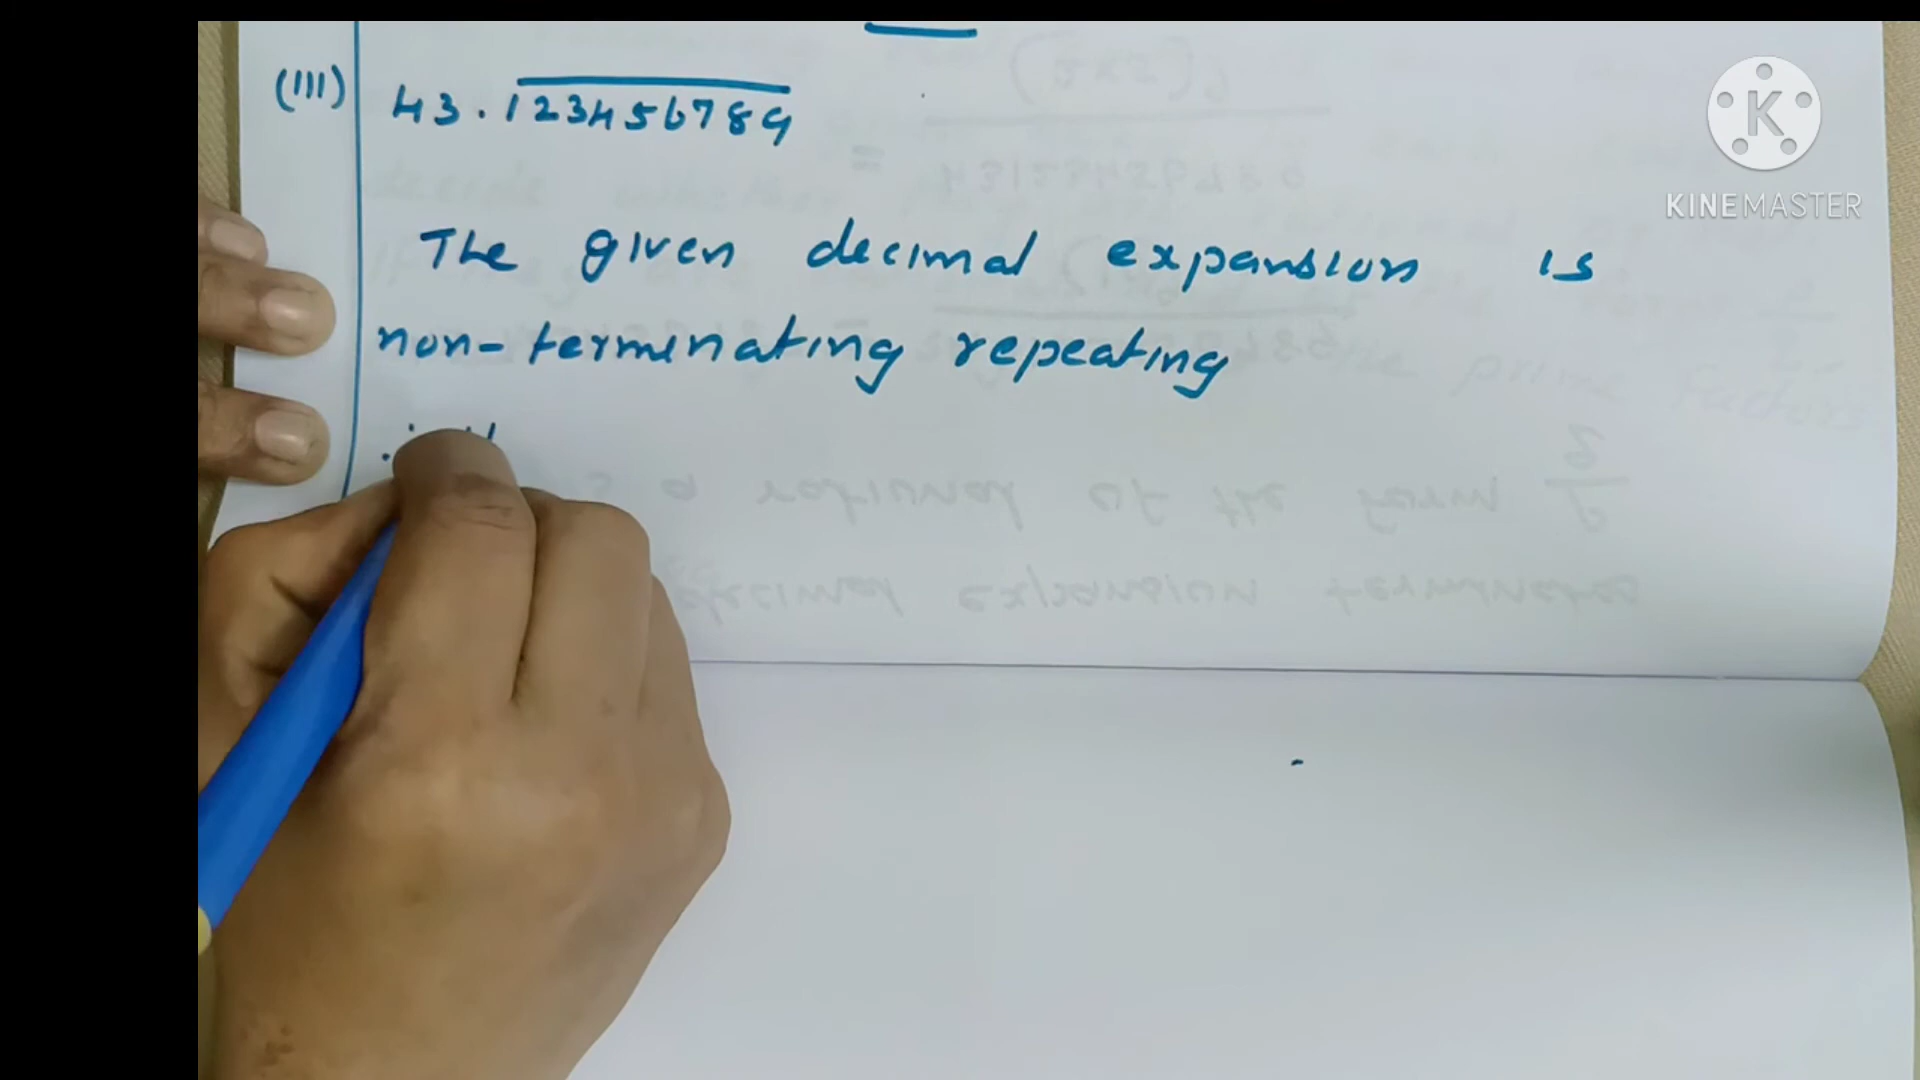 (III) 43.123456789
The given decimal expansion is
non-terminating repeating
KINEMASTER